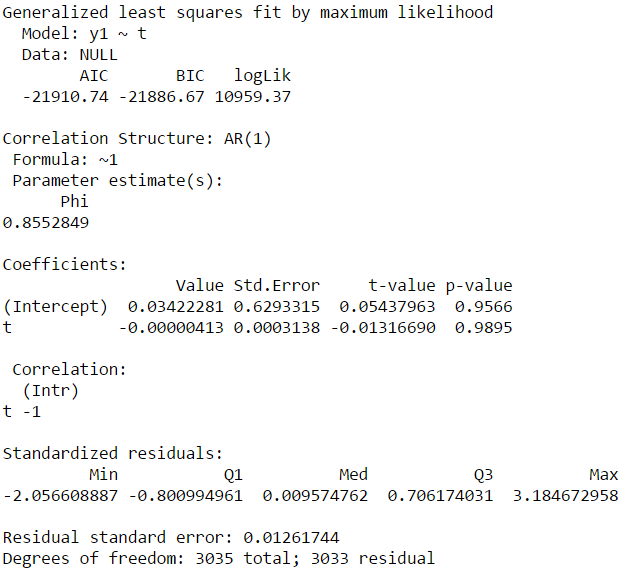 Generalized least squares fit by maximum likelihood
Model: y1 ~ t
Data: NULL
AIC BIC logLik
-21910.74 -21886.67 10959.37
Correlation Structure: AR(1)
Formula: ~1
Parameter estimate(s):
Phi
0.8552849
Coefficients:
Value Std.Error t-value p-value
(Intercept) 0.03422281 0.6293315 0.05437963 0.9566
t -0.00000413 0.0003138 -0.01316690 0.9895
Correlation:
(Intr)
t -1
Standardized residuals:
Min Q1 Med Q3 Max
-2.056608887 -0.800994961 0.009574762 0.706174031 3.184672958
Residual standard error: 0.01261744
Degrees of freedom: 3035 total; 3033 residual